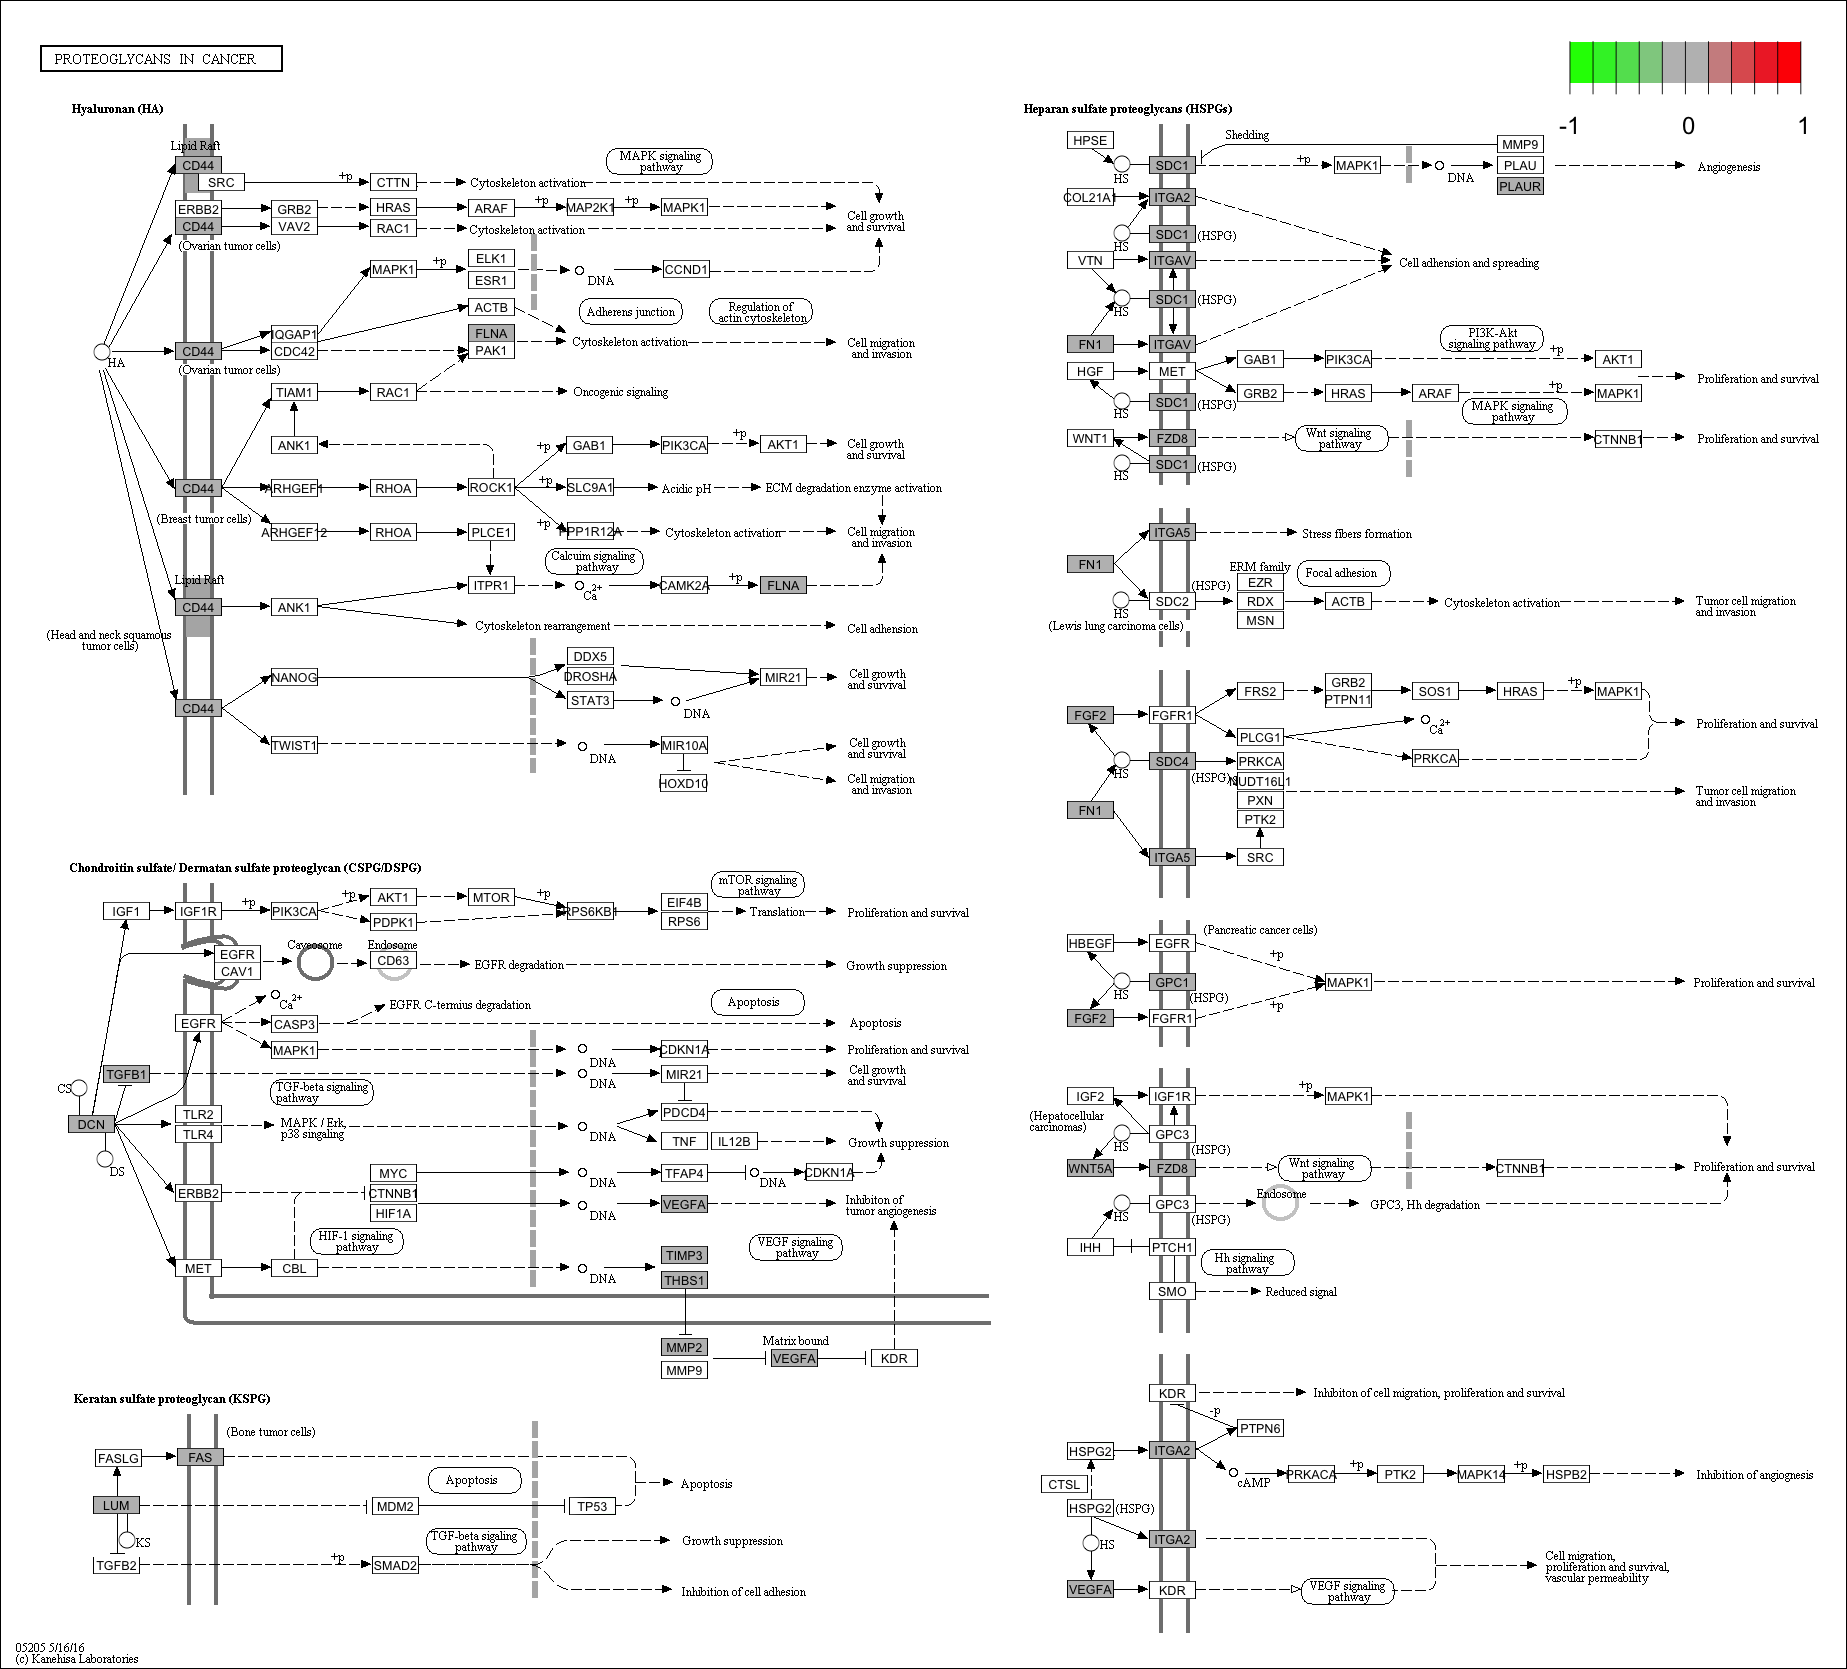 PROTEOGLYCANS IN CANCER
-1 0 1
Hyaluronan (HA)
Lipid Raft
CD44
SRC
+p
CTTN
Cytoskeleton activation
MAPK signaling
pathway
ERBB2
GRB2
HRAS
ARAF
+p
MAP2K1
+p
MAPK1
Cell growth
and survival
CD44
VAV2
RAC1
Cytoskeleton activation
(Ovarian tumor cells)
MAPK1
+p
ELK1
ESR1
DNA
CCND1
ACTB
Adherens junction
Regulation of
actin cytoskeleton
HA
CD44
IQGAP1
CDC42
FLNA
PAK1
Cytoskeleton activation
Cell migration
and invasion
(Ovarian tumor cells)
TIAM1
RAC1
Oncogenic signaling
ANK1
+p
GAB1
PIK3CA
+p
AKT1
Cell growth
and survival
CD44
ARHGEF1
RHOA
ROCK1
+p
SLC9A1
Acidic pH
ECM degradation enzyme activation
(Breast tumor cells)
ARHGEF12
RHOA
PLCE1
+p
PPP1R12A
Cytoskeleton activation
Cell migration
and invasion
Calcuim signaling
pathway
Lipid Raft
CD44
ANK1
ITPR1
Ca2+
CAMK2A
+p
FLNA
Cytoskeleton rearrangement
Cell adhesion
(Head and neck squamous
tumor cells)
NANOG
DDX5
DROSHA
STAT3
DNA
MIR21
Cell growth
and survival
CD44
TWIST1
DNA
MIR10A
HOXD10
Cell growth
and survival
Cell migration
and invasion
Chondroitin sulfate/ Dermatan sulfate proteoglycan (CSPG/DSPG)
IGF1
IGF1R
+p
PIK3CA
+p
AKT1
PDPK1
MTOR
+p
RPS6KB1
EIF4B
RPS6
mTOR signaling
pathway
Translation
Proliferation and survival
EGFR
CAV1
Caveosome
Endosome
CD63
EGFR degradation
Growth suppression
Ca2+
EGFR C-termius degradation
Apoptosis
EGFR
CASP3
Apoptosis
MAPK1
DNA
CDKN1A
Proliferation and survival
TGFB1
DNA
MIR21
Cell growth
and survival
CS
TGF-beta signaling
pathway
DCN
TLR2
TLR4
MAPK / Erk,
p38 singaling
DNA
PDCD4
TNF
IL12B
Growth suppression
DS
MYC
CTNNB1
HIF1A
DNA
TFAP4
DNA
CDKN1A
ERBB2
DNA
VEGFA
Inhibiton of
tumor angiogenesis
HIF-1 signaling
pathway
VEGF signaling
pathway
MET
CBL
DNA
TIMP3
THBS1
MMP2
MMP9
Matrix bound
VEGFA
KDR
Keratan sulfate proteoglycan (KSPG)
(Bone tumor cells)
FASLG
FAS
Apoptosis
Apoptosis
LUM
MDM2
TP53
KS
TGF-beta sigaling
pathway
Growth suppression
TGFB2
+p
SMAD2
Inhibition of cell adhesion
05205 5/16/16
(c) Kanehisa Laboratories
Heparan sulfate proteoglycans (HSPGs)
HPSE
Shedding
MMP9
HS
SDC1
+p
MAPK1
DNA
PLAU
PLAUR
Angiogenesis
COL21A1
ITGA2
HS
SDC1
(HSPG)
VTN
ITGAV
Cell adhesion and spreading
HS
SDC1
(HSPG)
FN1
ITGAV
PI3K-Akt
signaling pathway
HGF
MET
GAB1
PIK3CA
+p
AKT1
Proliferation and survival
GRB2
HRAS
ARAF
+p
MAPK1
HS
SDC1
(HSPG)
MAPK signaling
pathway
WNT1
FZD8
Wnt signaling
pathway
CTNNB1
Proliferation and survival
HS
SDC1
(HSPG)
ITGA5
Stress fibers formation
FN1
ERM family
Focal adhesion
(HSPG)
EZR
RDX
MSN
HS
SDC2
ACTB
Cytoskeleton activation
Tumor cell migration
and invasion
(Lewis lung carcinoma cells)
FRS2
GRB2
PTPN11
SOS1
HRAS
+p
MAPK1
FGF2
FGFR1
PLCG1
Ca2+
PRKCA
Proliferation and survival
HS
SDC4
(HSPG)
PRKCA
NUDT16L1
PXN
PTK2
Tumor cell migration
and invasion
FN1
ITGA5
SRC
(Pancreatic cancer cells)
HBEGF
EGFR
+p
HS
GPC1
(HSPG)
MAPK1
Proliferation and survival
FGF2
FGFR1
+p
IGF2
IGF1R
+p
MAPK1
(Hepatocellular
carcinomas)
HS
GPC3
(HSPG)
WNT5A
FZD8
Wnt signaling
pathway
CTNNB1
Proliferation and survival
HS
GPC3
(HSPG)
Endosome
GPC3, Hh degradation
IHH
PTCH1
Hh signaling
pathway
SMO
Reduced signal
KDR
Inhibiton of cell migration, proliferation and survival
-p
PTPN6
HSPG2
ITGA2
cAMP
PRKACA
+p
PTK2
MAPK14
+p
HSPB2
Inhibition of angiognesis
CTSL
HSPG2
(HSPG)
HS
ITGA2
Cell migration,
proliferation and survival,
vascular permeability
VEGFA
KDR
VEGF signaling
pathway